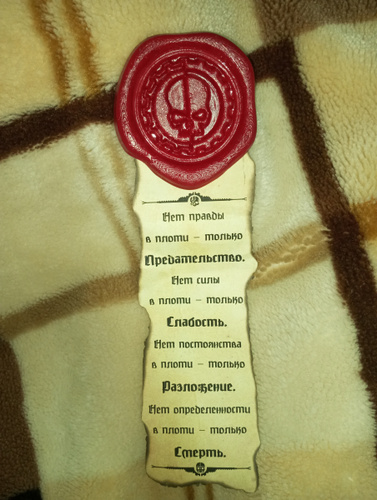 Нет правды
в плоти – только
Предательство.
Нет силы
в плоти – только
Слабость.
Нет постоянства
в плоти – только
Разложение.
Нет определенности
в плоти – только
Смерть.